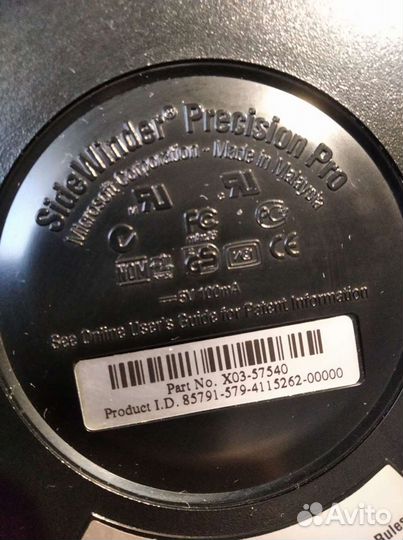 SideWinder® Precision Pro
Microsoft Corporation - Made in Malaysia
FC
CE
5V 100mA
See Online User's Guide for Patent Information
Part No. X03-57540
Product I.D. 85791-579-4115262-00000
Rules
Avito